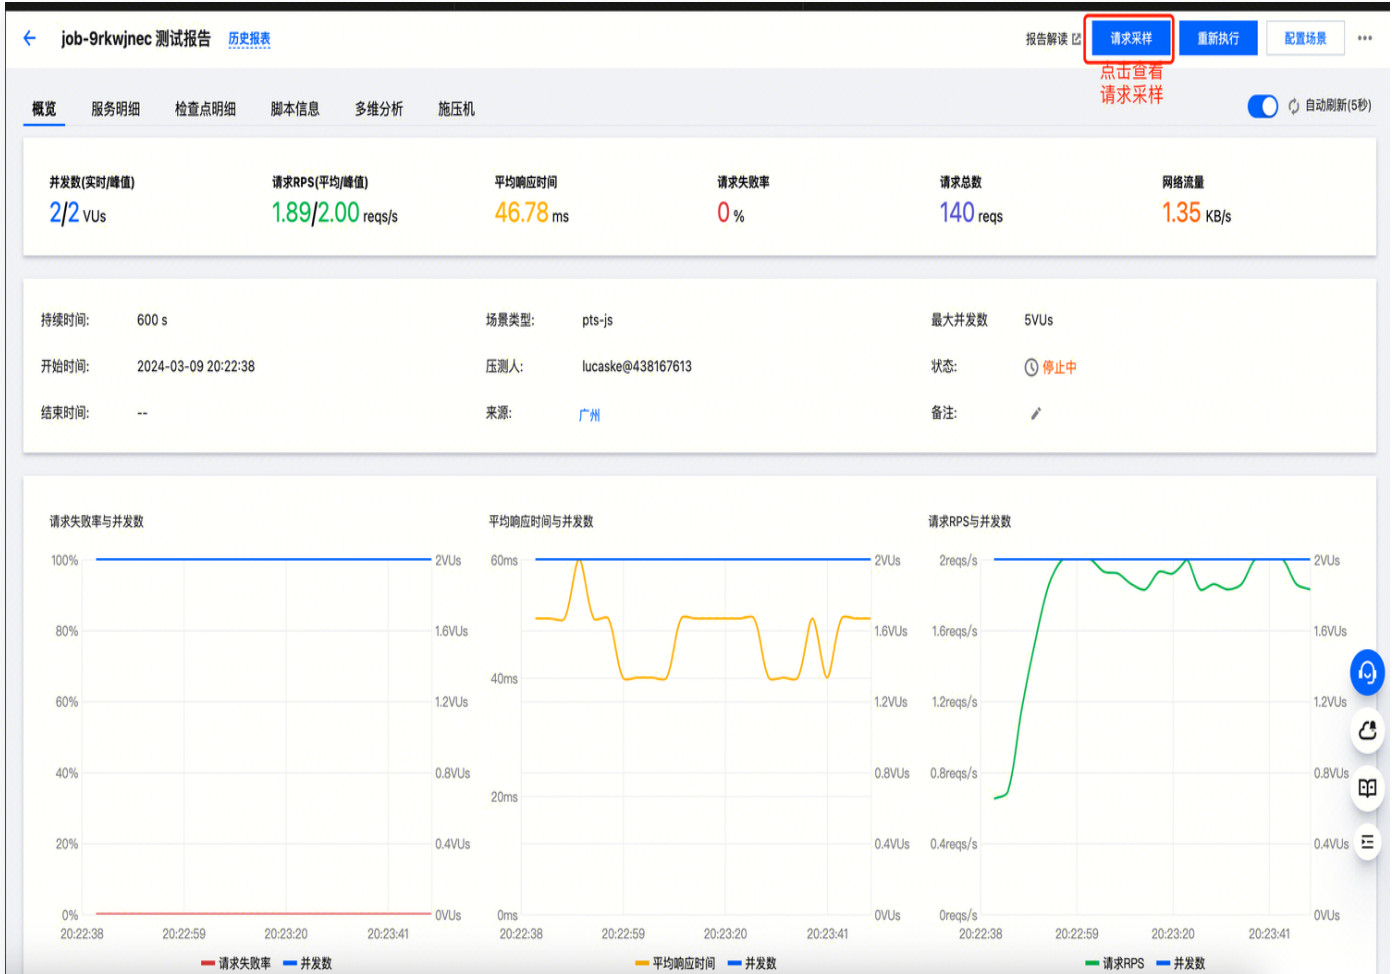 job-9rkwjnec 测试报告 历史报表 报告解读 请求采样 重新执行 配置场景
点击查看
请求采样
概览 服务明细 检查点明细 脚本信息 多维分析 施压机 自动刷新(5秒)
并发数(实时/峰值) 请求RPS(平均/峰值) 平均响应时间 请求失败率 请求总数 网络流量
2/2 VUs 1.89/2.00 reqs/s 46.78 ms 0 % 140 reqs 1.35 KB/s
持续时间: 600 s 场景类型: pts-js 最大并发数 5VUs
开始时间: 2024-03-09 20:22:38 压测人: lucaske@438167613 状态: 停止中
结束时间: -- 来源: 广州 备注:
请求失败率与并发数 平均响应时间与并发数 请求RPS与并发数
100% 2VUs 60ms 2VUs 2reqs/s 2VUs
80% 1.6VUs 1.6VUs 1.6reqs/s 1.6VUs
40ms
60% 1.2VUs 1.2VUs 1.2reqs/s 1.2VUs
40% 0.8VUs 0.8VUs 0.8reqs/s 0.8VUs
20ms
20% 0.4VUs 0.4VUs 0.4reqs/s 0.4VUs
0% 0VUs 0ms 0VUs 0reqs/s 0VUs
20:22:38 20:22:59 20:23:20 20:23:41 20:22:38 20:22:59 20:23:20 20:23:41 20:22:38 20:22:59 20:23:20 20:23:41
请求失败率 并发数 平均响应时间 并发数 请求RPS 并发数